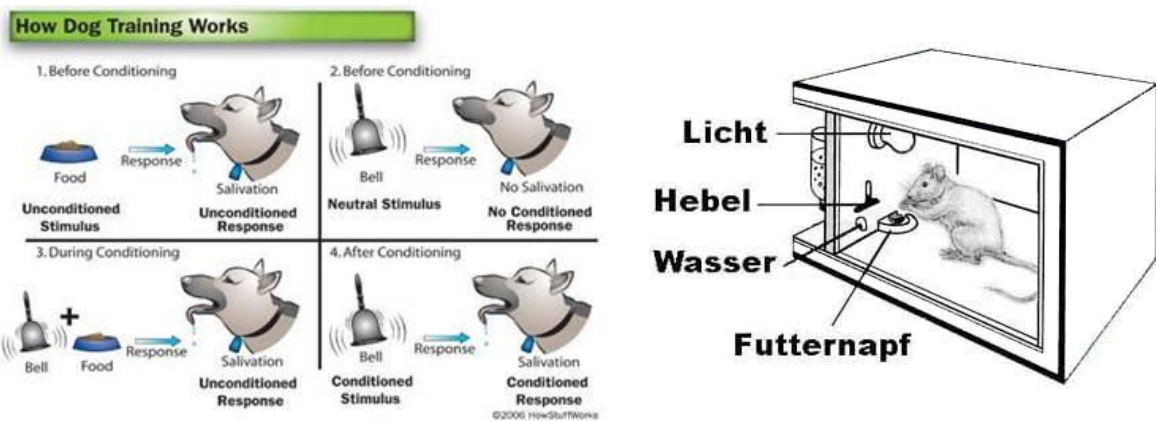 How Dog Training Works
1. Before Conditioning
Response
Food
Salivation
Unconditioned
Stimulus
Unconditioned
Response
2. Before Conditioning
Response
Bell
No Salivation
Neutral Stimulus
No Conditioned
Response
3. During Conditioning
+
Response
Bell
Food
Salivation
Unconditioned
Response
4. After Conditioning
Response
Bell
Salivation
Conditioned
Stimulus
Conditioned
Response
©2006 HowStuffWorks
Licht
Hebel
Wasser
Futternapf